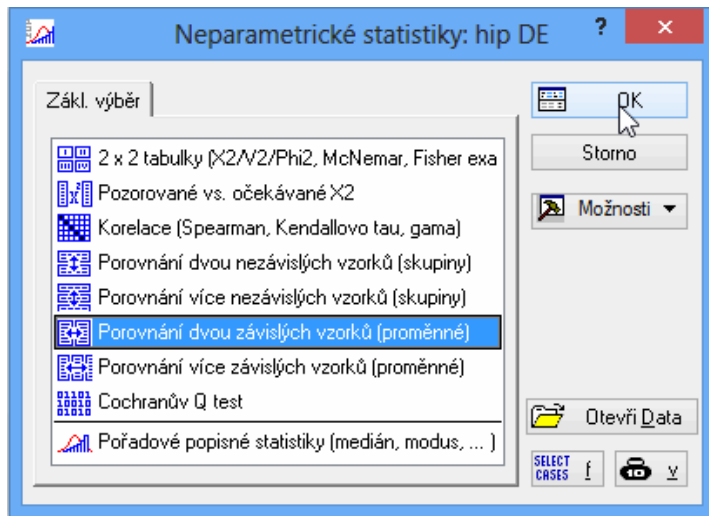 Neparametrické statistiky: hip DE ? ×
Zákl. výběr
2 x 2 tabulky (X2/V2/Phi2, McNemar, Fisher exa
Pozorované vs. očekávané X2
Korelace (Spearman, Kendallovo tau, gama)
Porovnání dvou nezávislých vzorků (skupiny)
Porovnání více nezávislých vzorků (skupiny)
Porovnání dvou závislých vzorků (proměnné)
Porovnání více závislých vzorků (proměnné)
Cochranův Q test
Pořadové popisné statistiky (medián, modus, ... )
OK
Storno
Možnosti
Otevři Data
SELECT
CASES f
v